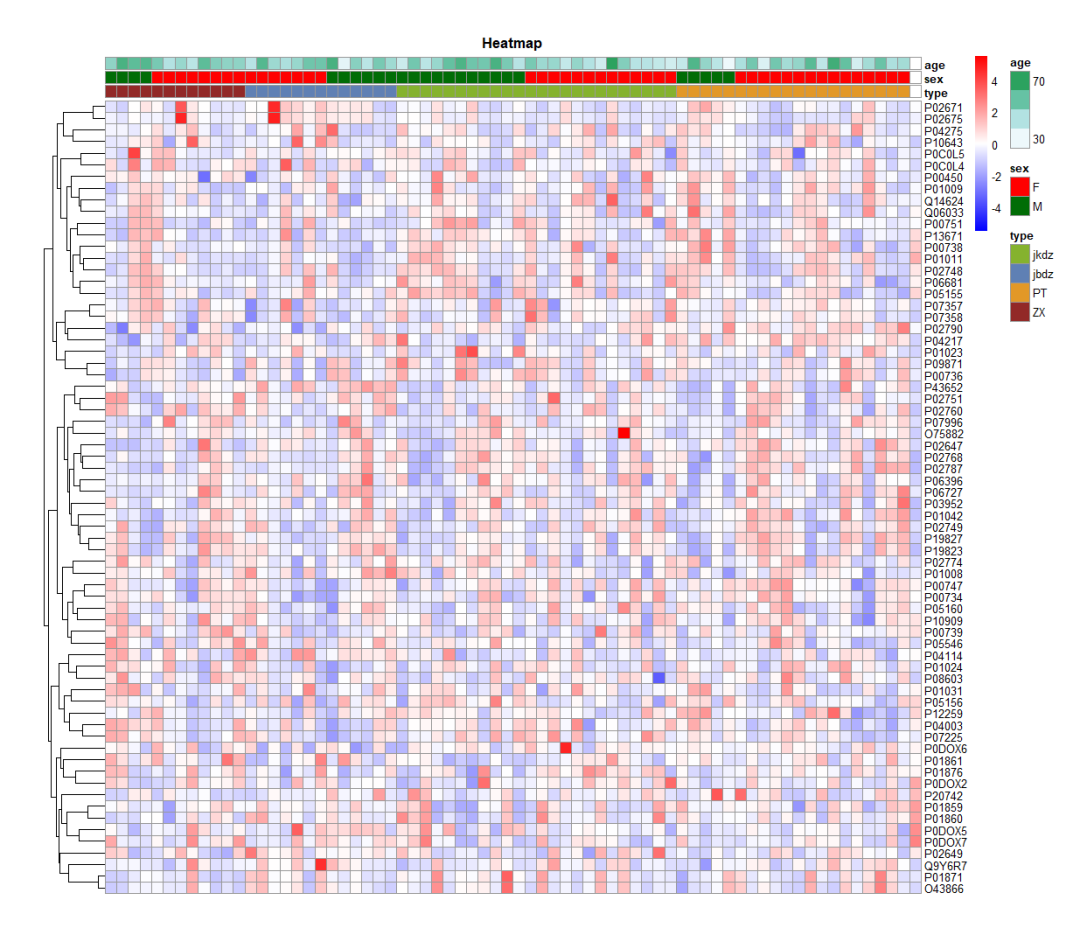 Heatmap
age
sex
type
P02671
P02675
P04275
P10643
P0C0L5
P0C0L4
P00450
P01009
Q14624
Q06033
P00751
P13671
P00738
P01011
P02748
P06681
P05155
P07357
P07358
P02790
P04217
P01023
P09871
P00736
P43652
P02751
P02760
P07996
O75882
P02647
P02768
P02787
P06396
P06727
P03952
P01042
P02749
P19827
P19823
P02774
P01008
P00747
P00734
P05160
P10909
P00739
P05546
P04114
P01024
P08603
P01031
P05156
P12259
P04003
P07225
P0DOX6
P01861
P01876
P0DOX2
P20742
P01859
P01860
P0DOX5
P0DOX7
P02649
Q9Y6R7
P01871
O43866
4
2
0
-2
-4
age
70
30
sex
F
M
type
jkdz
jbdz
PT
ZX